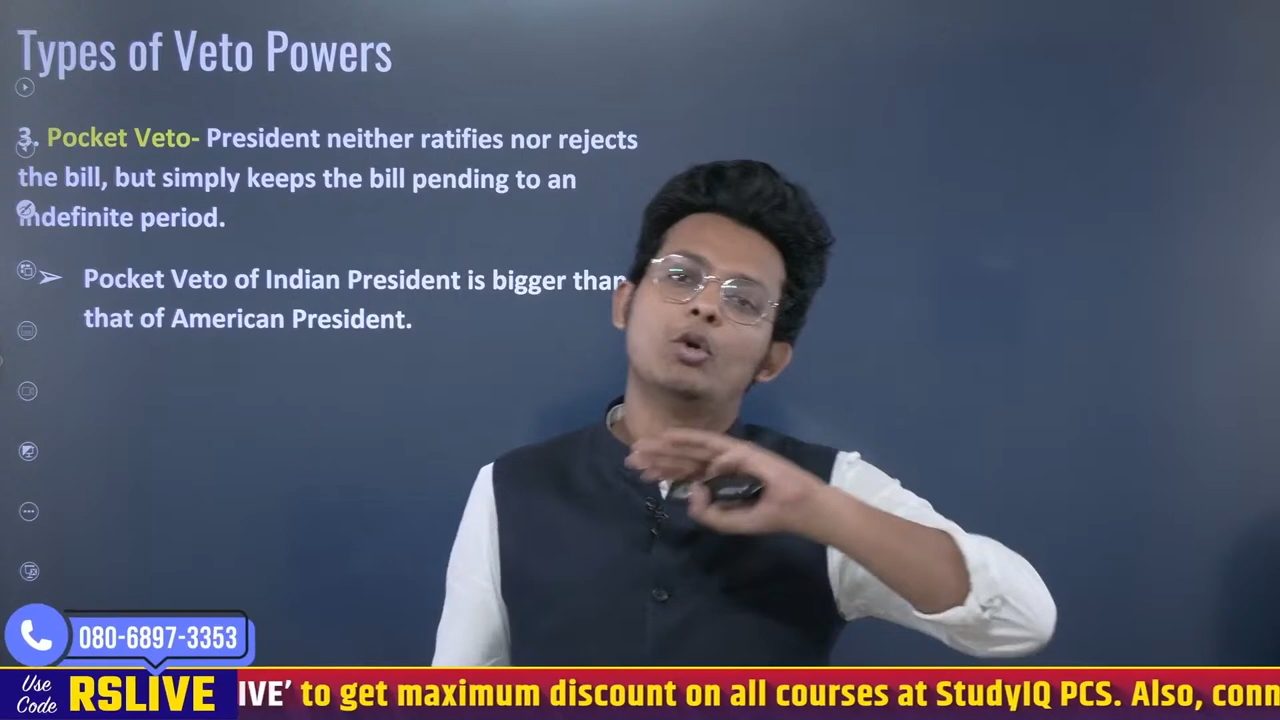 Types of Veto Powers
3. Pocket Veto- President neither ratifies nor rejects
the bill, but simply keeps the bill pending to an
indefinite period.
➢ Pocket Veto of Indian President is bigger than
that of American President.
080-6897-3353
Use
Code
RSLIVE
IVE’ to get maximum discount on all courses at StudyIQ PCS. Also, conn